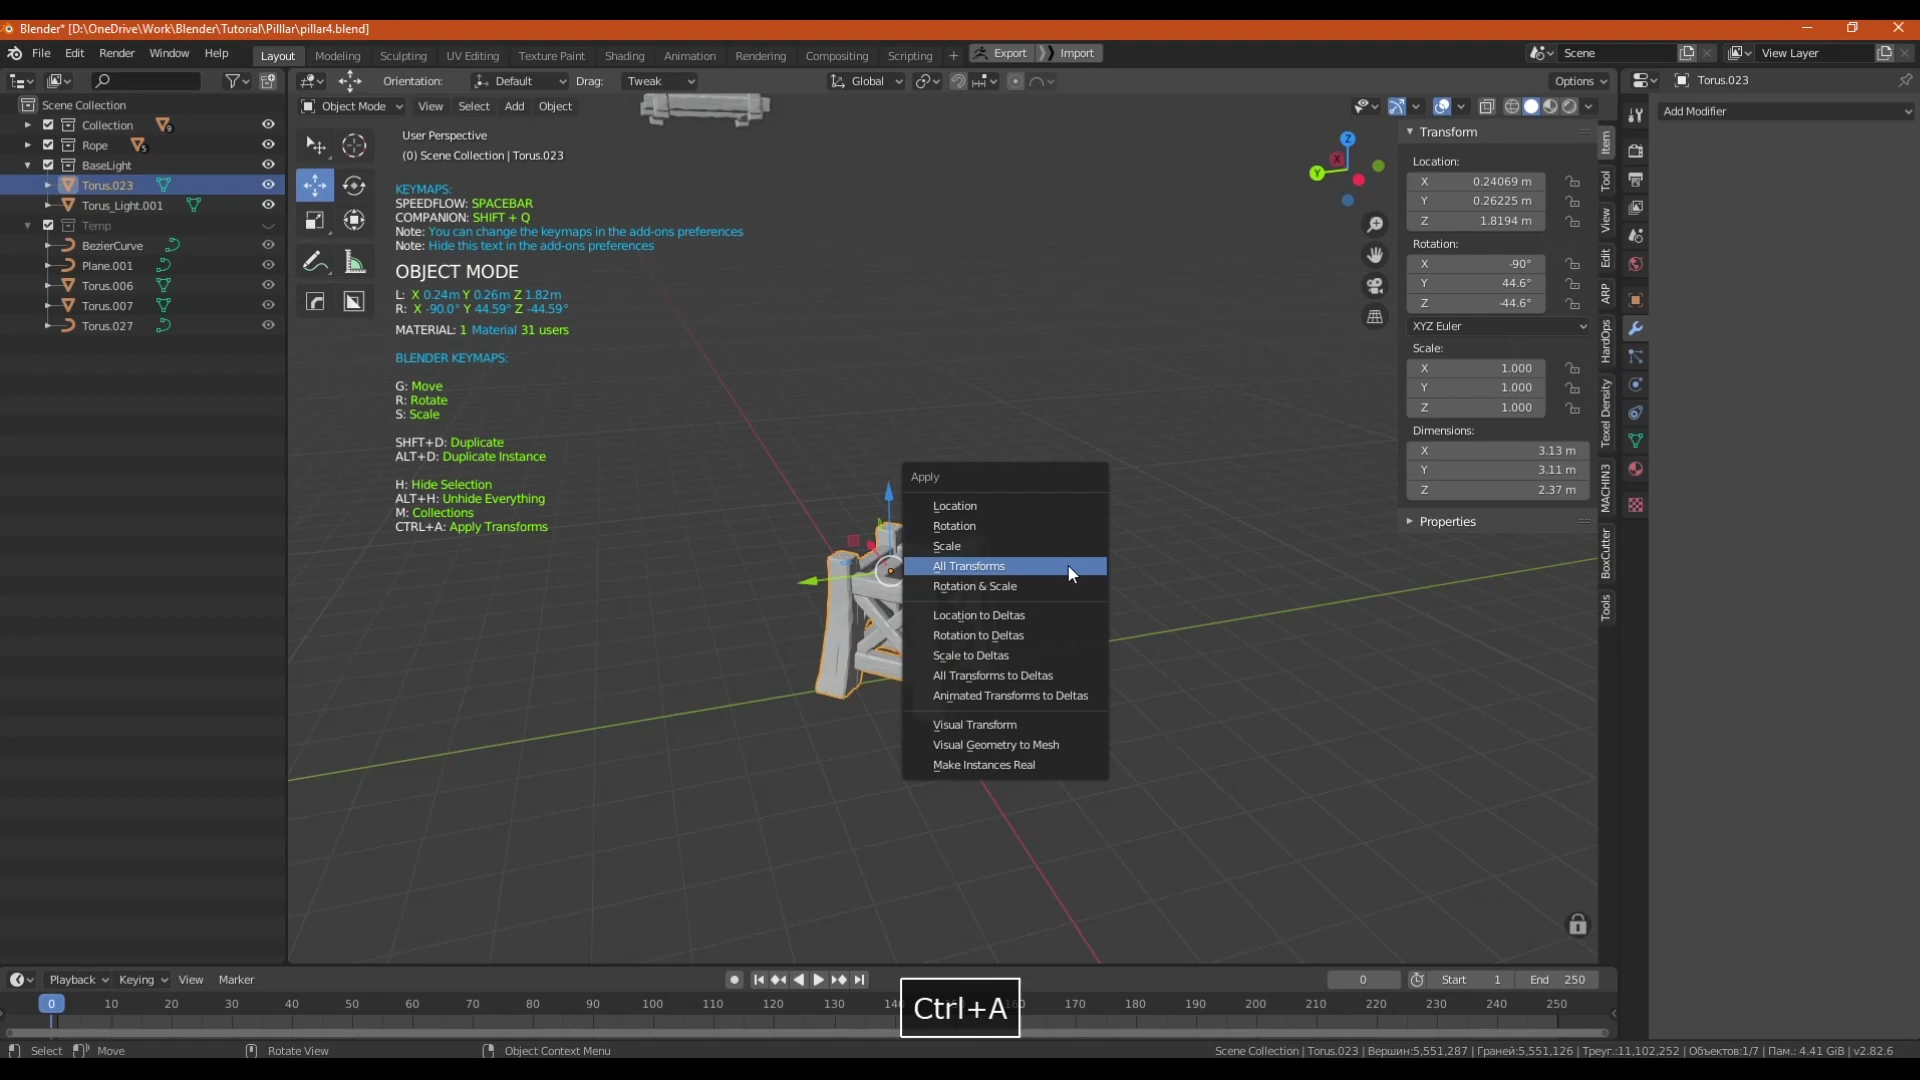 Blender* [D:\OneDrive\Work\Blender\Tutorial\Pilllar\pillar4.blend]
File Edit Render Window Help Layout Modeling Sculpting UV Editing Texture Paint Shading Animation Rendering Compositing Scripting + Export Import Scene View Layer
Orientation: Default Drag: Tweak Global Options Torus.023
Scene Collection
Object Mode View Select Add Object
Add Modifier
Collection 9
Rope 5
BaseLight
Torus.023
Torus_Light.001
Temp
BezierCurve
Plane.001
Torus.006
Torus.007
Torus.027
User Perspective
(0) Scene Collection | Torus.023
KEYMAPS:
SPEEDFLOW: SPACEBAR
COMPANION: SHIFT + Q
Note: You can change the keymaps in the add-ons preferences
Note: Hide this text in the add-ons preferences
OBJECT MODE
L: X 0.24m Y 0.26m Z 1.82m
R: X -90.0° Y 44.59° Z -44.59°
MATERIAL: 1 Material 31 users
BLENDER KEYMAPS:
G: Move
R: Rotate
S: Scale
SHFT+D: Duplicate
ALT+D: Duplicate Instance
H: Hide Selection
ALT+H: Unhide Everything
M: Collections
CTRL+A: Apply Transforms
Apply
Location
Rotation
Scale
All Transforms
Rotation & Scale
Location to Deltas
Rotation to Deltas
Scale to Deltas
All Transforms to Deltas
Animated Transforms to Deltas
Visual Transform
Visual Geometry to Mesh
Make Instances Real
Z
X
Y
Transform
Location:
X 0.24069 m
Y 0.26225 m
Z 1.8194 m
Rotation:
X -90°
Y 44.6°
Z -44.6°
XYZ Euler
Scale:
X 1.000
Y 1.000
Z 1.000
Dimensions:
X 3.13 m
Y 3.11 m
Z 2.37 m
Properties
Item
Tool
View
Edit
ARP
HardOps
Texel Density
MACHIN3
BoxCutter
Tools
Playback Keying View Marker 0 Start 1 End 250
0 10 20 30 40 50 60 70 80 90 100 110 120 130 170 180 190 200 210 220 230 240 250
Ctrl+A
Select Move Rotate View Object Context Menu Scene Collection | Torus.023 | Вершин:5,551,287 | Граней:5,551,126 | Треуг.:11,102,252 | Объектов:1/7 | Пам.: 4.41 GiB | v2.82.6